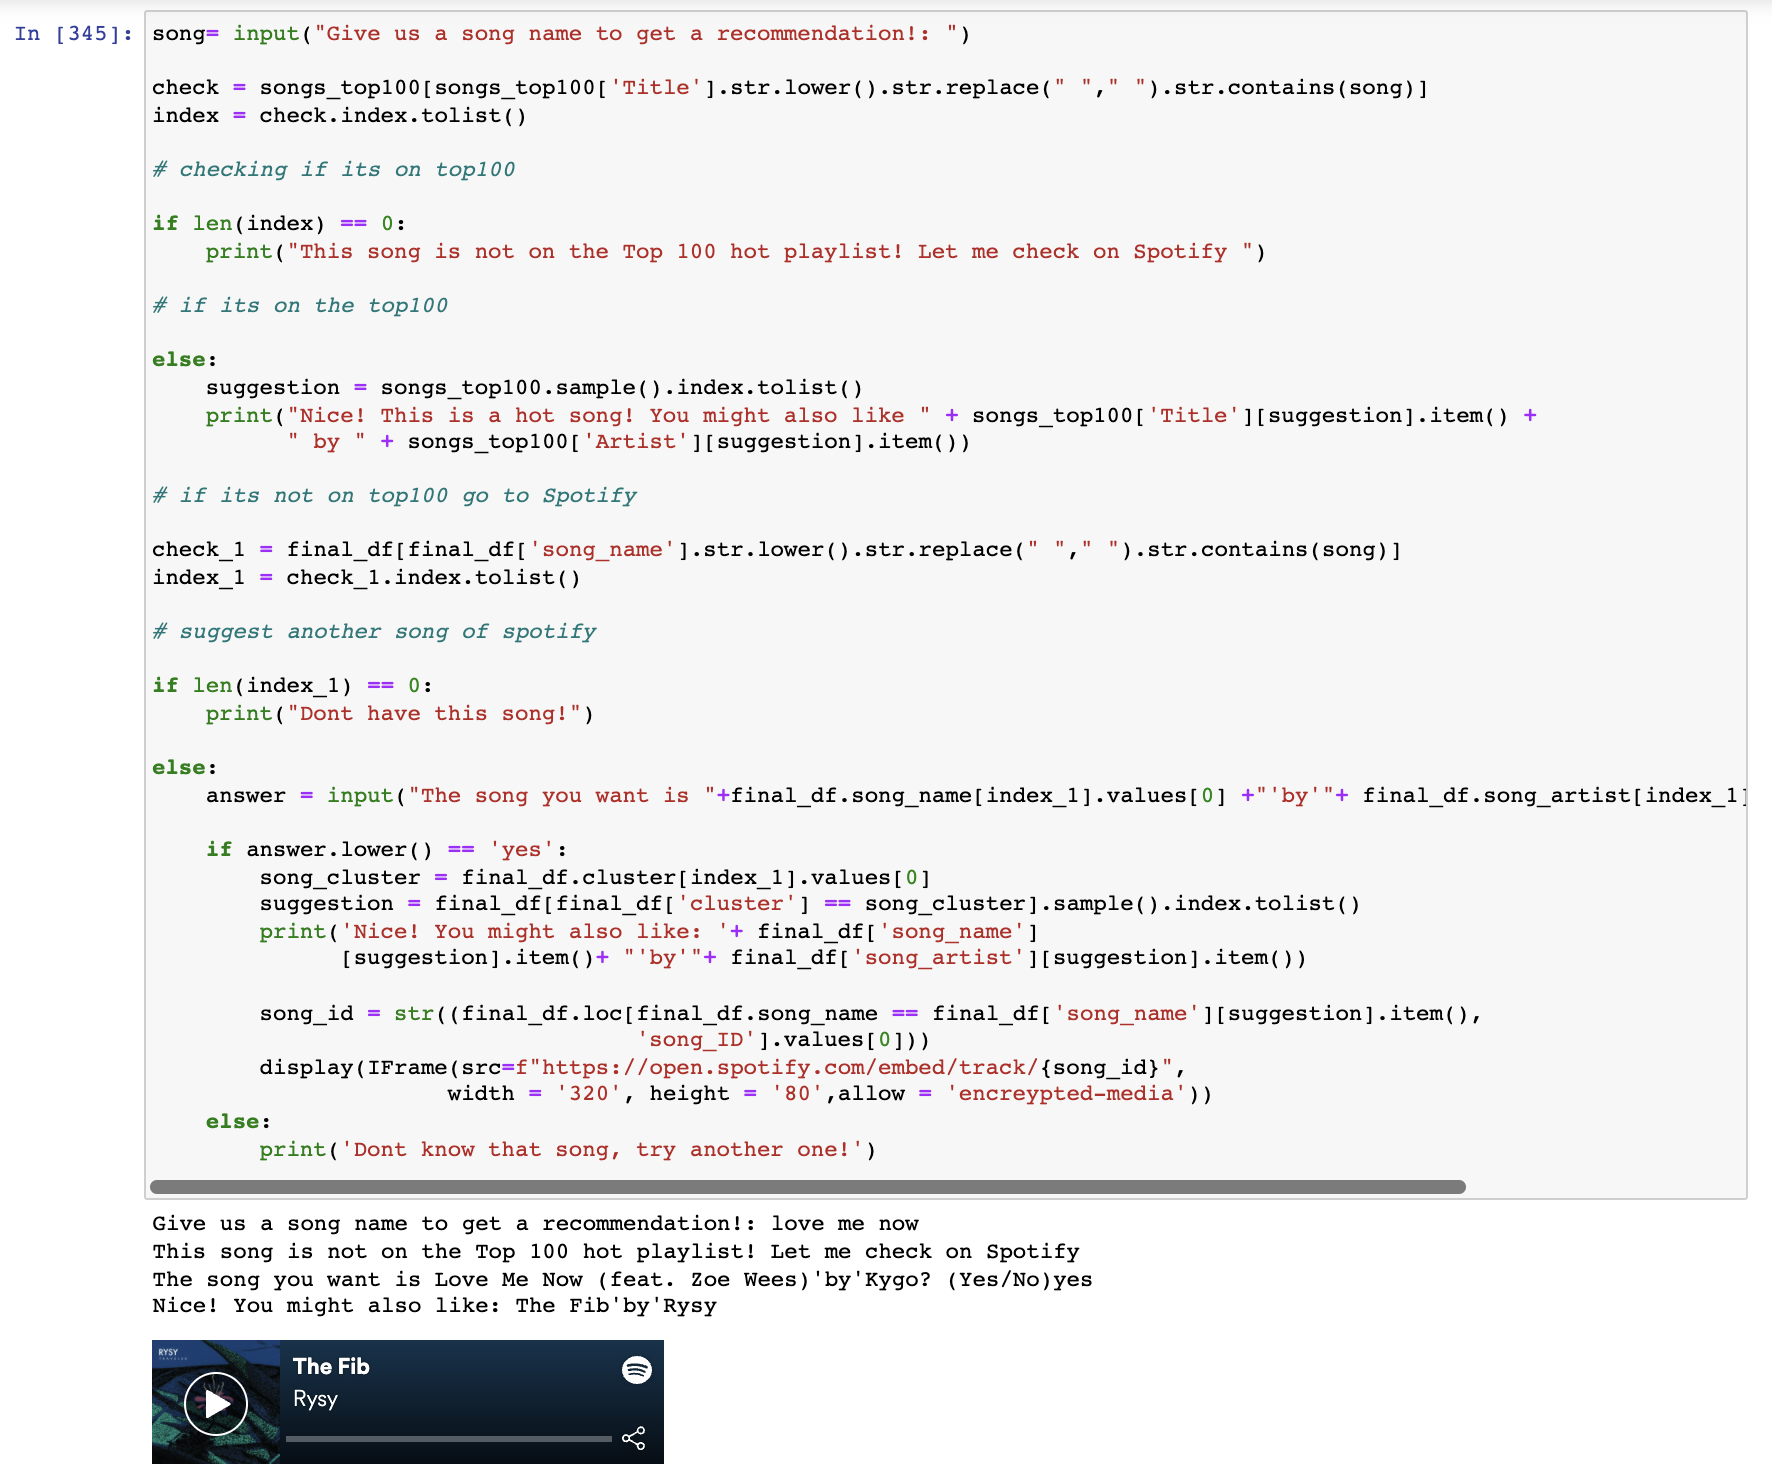 In [345]:
song= input("Give us a song name to get a recommendation!: ")
check = songs_top100[songs_top100['Title'].str.lower().str.replace(" "," ").str.contains(song)]
index = check.index.tolist()
# checking if its on top100
if len(index) == 0:
    print("This song is not on the Top 100 hot playlist! Let me check on Spotify ")
# if its on the top100
else:
    suggestion = songs_top100.sample().index.tolist()
    print("Nice! This is a hot song! You might also like " + songs_top100['Title'][suggestion].item() +
          " by " + songs_top100['Artist'][suggestion].item())
# if its not on top100 go to Spotify
check_1 = final_df[final_df['song_name'].str.lower().str.replace(" "," ").str.contains(song)]
index_1 = check_1.index.tolist()
# suggest another song of spotify
if len(index_1) == 0:
    print("Dont have this song!")
else:
    answer = input("The song you want is "+final_df.song_name[index_1].values[0] +"'by'"+ final_df.song_artist[index_1]
    if answer.lower() == 'yes':
        song_cluster = final_df.cluster[index_1].values[0]
        suggestion = final_df[final_df['cluster'] == song_cluster].sample().index.tolist()
        print('Nice! You might also like: '+ final_df['song_name']
              [suggestion].item()+ "'by'"+ final_df['song_artist'][suggestion].item())
        song_id = str((final_df.loc[final_df.song_name == final_df['song_name'][suggestion].item(),
                                    'song_ID'].values[0]))
        display(IFrame(src=f"https://open.spotify.com/embed/track/{song_id}",
                      width = '320', height = '80',allow = 'encreypted-media'))
    else:
        print('Dont know that song, try another one!')
Give us a song name to get a recommendation!: love me now
This song is not on the Top 100 hot playlist! Let me check on Spotify
The song you want is Love Me Now (feat. Zoe Wees)'by'Kygo? (Yes/No)yes
Nice! You might also like: The Fib'by'Rysy
RYSY
The Fib
Rysy